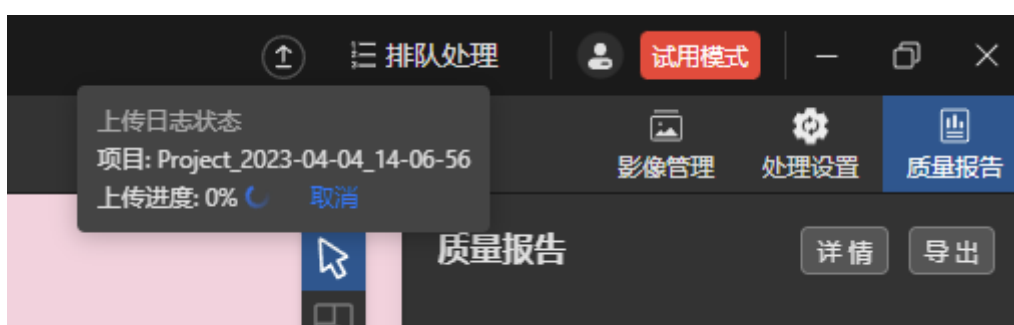 排队处理
试用模式
上传日志状态
项目: Project_2023-04-04_14-06-56
上传进度: 0%
取消
影像管理
处理设置
质量报告
质量报告
详情
导出